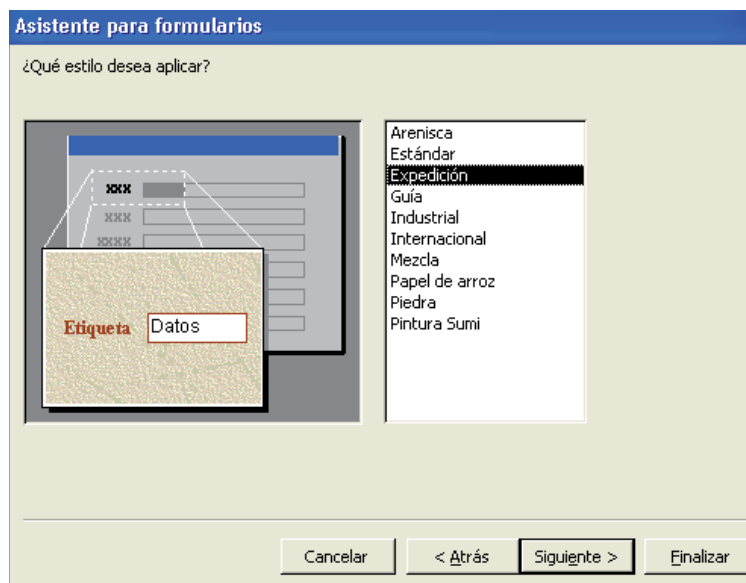 Asistente para formularios
¿Qué estilo desea aplicar?
xxx
xxx
xxxx
Etiqueta Datos
Arenisca
Estándar
Expedición
Guía
Industrial
Internacional
Mezcla
Papel de arroz
Piedra
Pintura Sumi
Cancelar
< Atrás
Siguiente >
Finalizar